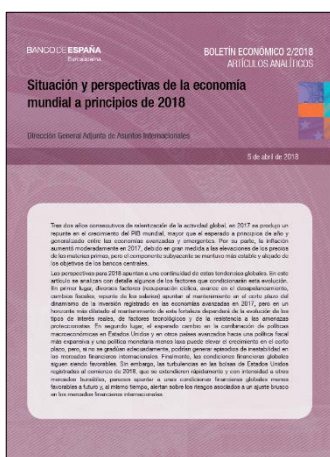 BANCODEESPAÑA
Eurosistema
BOLETÍN ECONÓMICO 2/2018
ARTÍCULOS ANALÍTICOS
Situación y perspectivas de la economía
mundial a principios de 2018
Dirección General Adjunta de Asuntos Internacionales
5 de abril de 2018
Tras dos años consecutivos de ralentización de la actividad global, en 2017 se produjo un
repunte en el crecimiento del PIB mundial, mayor que el esperado a principios de año y
generalizado entre las economías avanzadas y emergentes. Por su parte, la inflación
aumentó moderadamente en 2017, debido en gran medida a las elevaciones de los precios
de las materias primas, pero el componente subyacente se mantuvo más estable y alejado de
los objetivos de los bancos centrales.
Las perspectivas para 2018 apuntan a una continuidad de estas tendencias globales. En este
artículo se analizan con detalle algunos de los factores que condicionarán esta evolución.
En primer lugar, diversos factores (recuperación cíclica, avance en el desapalancamiento,
cambios fiscales, repunte de los salarios) apuntan al mantenimiento en el corto plazo del
dinamismo de la inversión registrado en las economías avanzadas en 2017, pero en un
horizonte más dilatado el mantenimiento de esta fortaleza dependerá de la evolución de los
tipos de interés reales, de factores tecnológicos y de la resistencia a las amenazas
proteccionistas. En segundo lugar, el esperado cambio en la combinación de políticas
macroeconómicas en Estados Unidos y en otros países avanzados hacia una política fiscal
más expansiva y una política monetaria menos laxa puede elevar el crecimiento en el corto
plazo, pero, si no se gradúan adecuadamente, podrían generar episodios de inestabilidad en
los mercados financieros internacionales. Finalmente, las condiciones financieras globales
siguen siendo favorables. Sin embargo, las turbulencias en las bolsas de Estados Unidos
registradas al comienzo de 2018, que se extendieron rápidamente y con intensidad a otros
mercados bursátiles, parecen apuntar a unas condiciones financieras globales menos
favorables a futuro y, al mismo tiempo, alertan sobre los riesgos asociados a un ajuste brusco
en los mercados financieros internacionales.